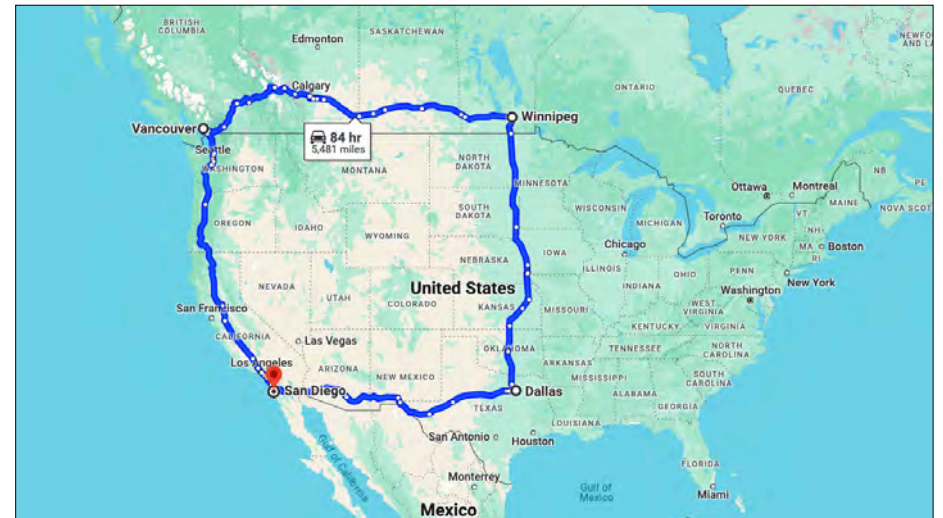 BRITISH
COLUMBIA
Edmonton
SASKATCHEWAN
NEWFO
AND LA
Calgary
ONTARIO
QUEBEC
Vancouver
Winnipeg
84 hr
5,481 miles
Seattle
WASHINGTON
MONTANA
NORTH
DAKOTA
MINNESOTA
Ottawa
Montreal
NB
PE
MAINE
NOVA SCOT
OREGON
IDAHO
WYOMING
SOUTH
DAKOTA
WISCONSIN
MICHIGAN
Toronto
VT
NH
NEW YORK
MA
Boston
RI
Chicago
NEBRASKA
IOWA
ILLINOIS
INDIANA
OHIO
PENN
New York
Washington
NEVADA
UTAH
COLORADO
United States
KANSAS
MISSOURI
WEST
VIRGINIA
KENTUCKY
VIRGINIA
San Francisco
CALIFORNIA
Las Vegas
Los Angeles
ARIZONA
NEW MEXICO
OKLAHOMA
ARKANSAS
TENNESSEE
NORTH
CAROLINA
MISSISSIPPI
SOUTH
CAROLINA
San Diego
Dallas
TEXAS
ALABAMA
GEORGIA
LOUISIANA
San Antonio
Houston
Gulf of California
FLORIDA
Monterrey
Gulf of
Mexico
Miami
Mexico